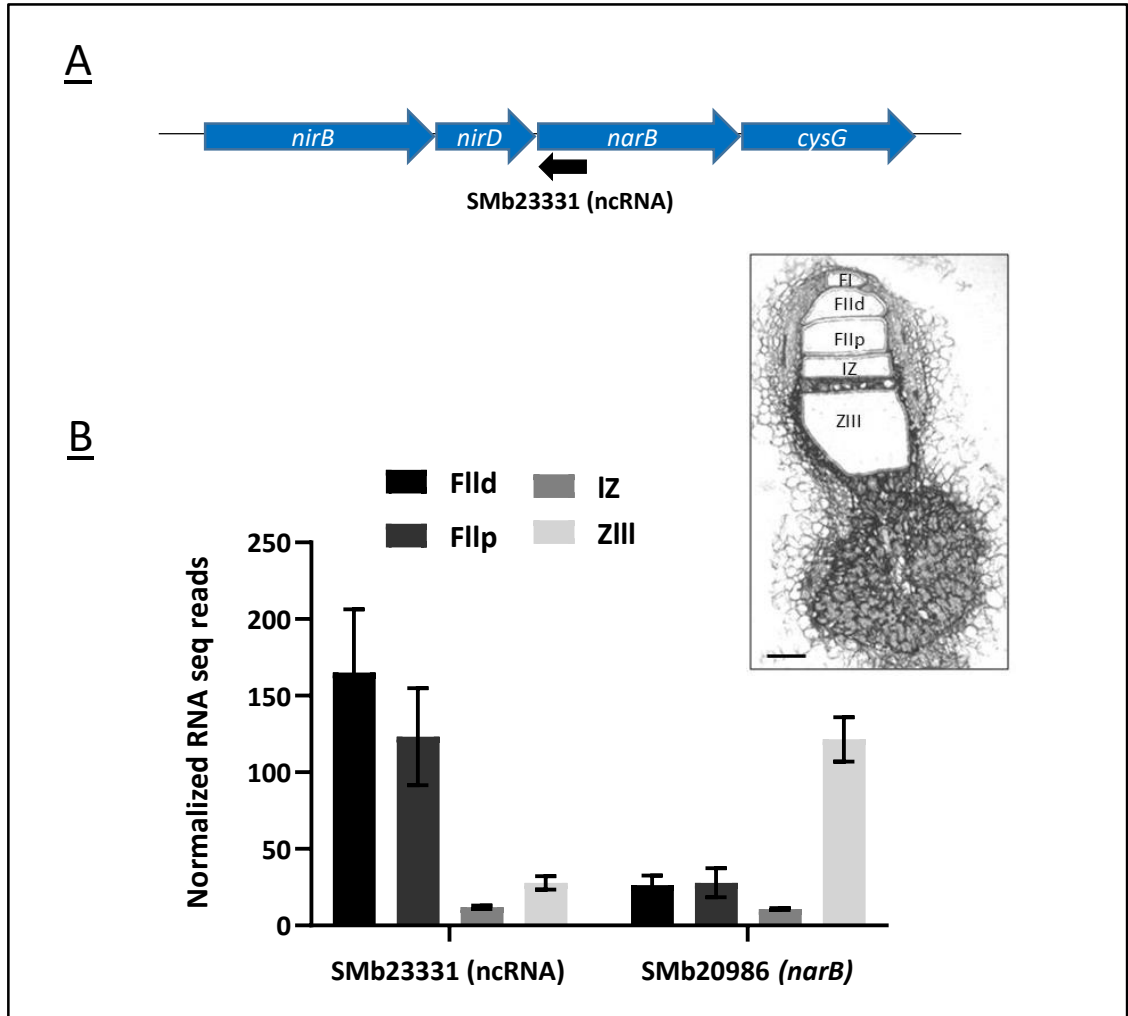 A
nirB nirD narB cysG
SMb23331 (ncRNA)
FI
FIId
FIIp
IZ
ZIII
B
FIId IZ
FIIp ZIII
Normalized RNA seq reads
250
200
150
100
50
0
SMb23331 (ncRNA) SMb20986 (narB)